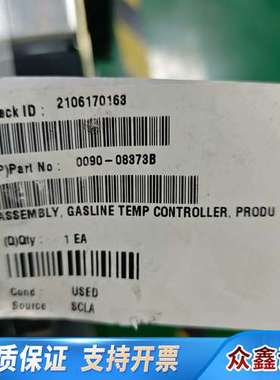 eck ID : 2106170163
P)Part No : 0090-08373B
ASSEMBLY, GASLINE TEMP CONTROLLER, PRODU
(Q)Qty : 1 EA
Cond : USED
Source : SCLA
质保证 支持开票
众鑫